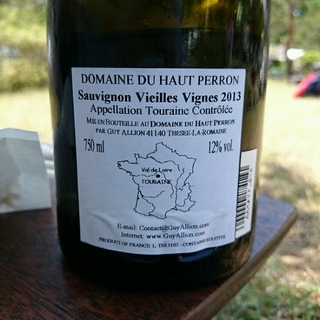 DOMAINE DU HAUT PERRON
Sauvignon Vieilles Vignes 2013
Appellation Touraine Contrôlée
MIS EN BOUTEILLE AU DOMAINE DU HAUT PERRON
PAR GUY ALLION 41140 THESEE-LA-ROMAINE
750 ml 12% vol.
Val de Loire
TOURAINE
E-mail: Contact@GuyAllion.com
Internet: www.GuyAllion.com
PRODUCT OF FRANCE